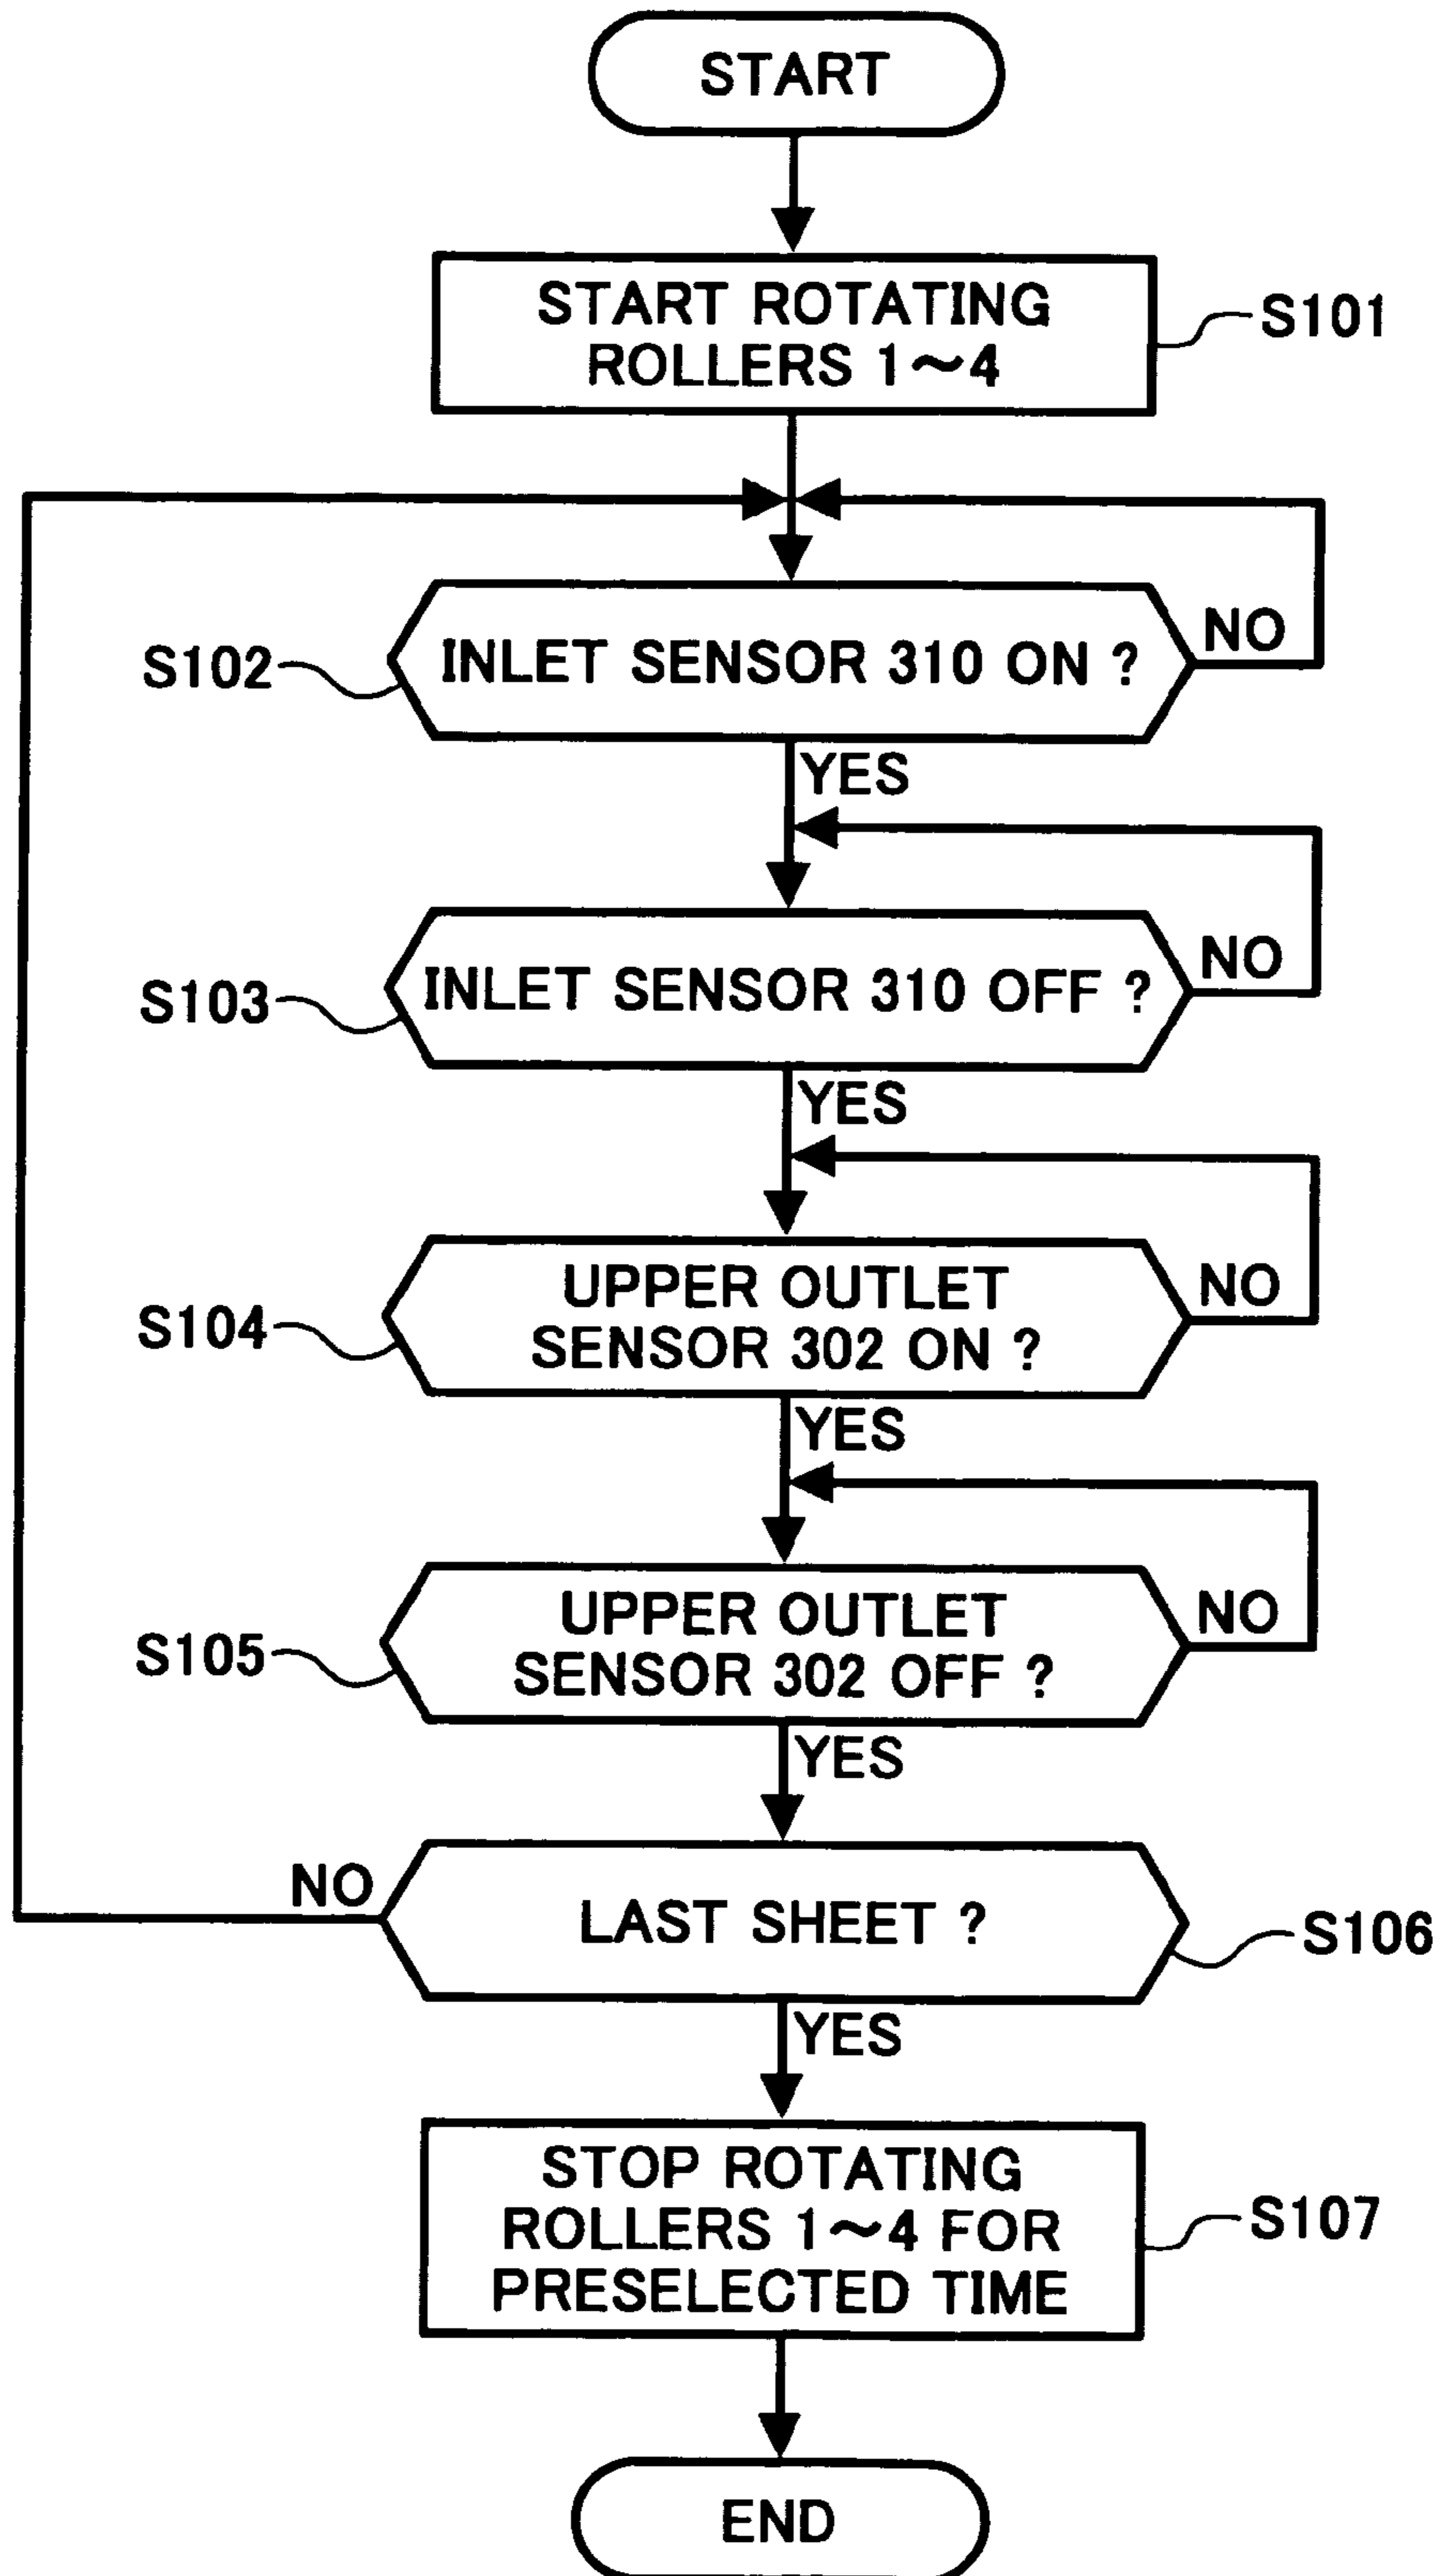 START
START ROTATING
ROLLERS 1～4
S101
S102
INLET SENSOR 310 ON ?
NO
YES
S103
INLET SENSOR 310 OFF ?
NO
YES
S104
UPPER OUTLET
SENSOR 302 ON ?
NO
YES
S105
UPPER OUTLET
SENSOR 302 OFF ?
NO
YES
NO
LAST SHEET ?
S106
YES
STOP ROTATING
ROLLERS 1～4 FOR
PRESELECTED TIME
S107
END